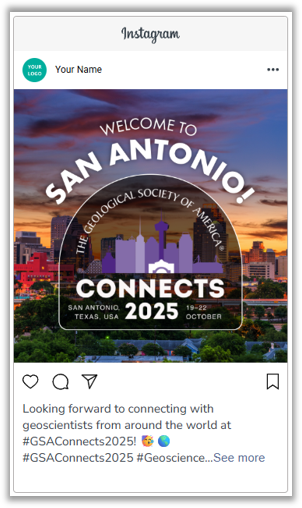 Instagram
YOUR
LOGO
Your Name
WELCOME TO
SAN ANTONIO!
THE GEOLOGICAL SOCIETY OF AMERICA®
CONNECTS
SAN ANTONIO, TEXAS, USA
2025
19–22 OCTOBER
Looking forward to connecting with
geoscientists from around the world at
#GSAConnects2025! 🥳 🌎
#GSAConnects2025 #Geoscience...See more